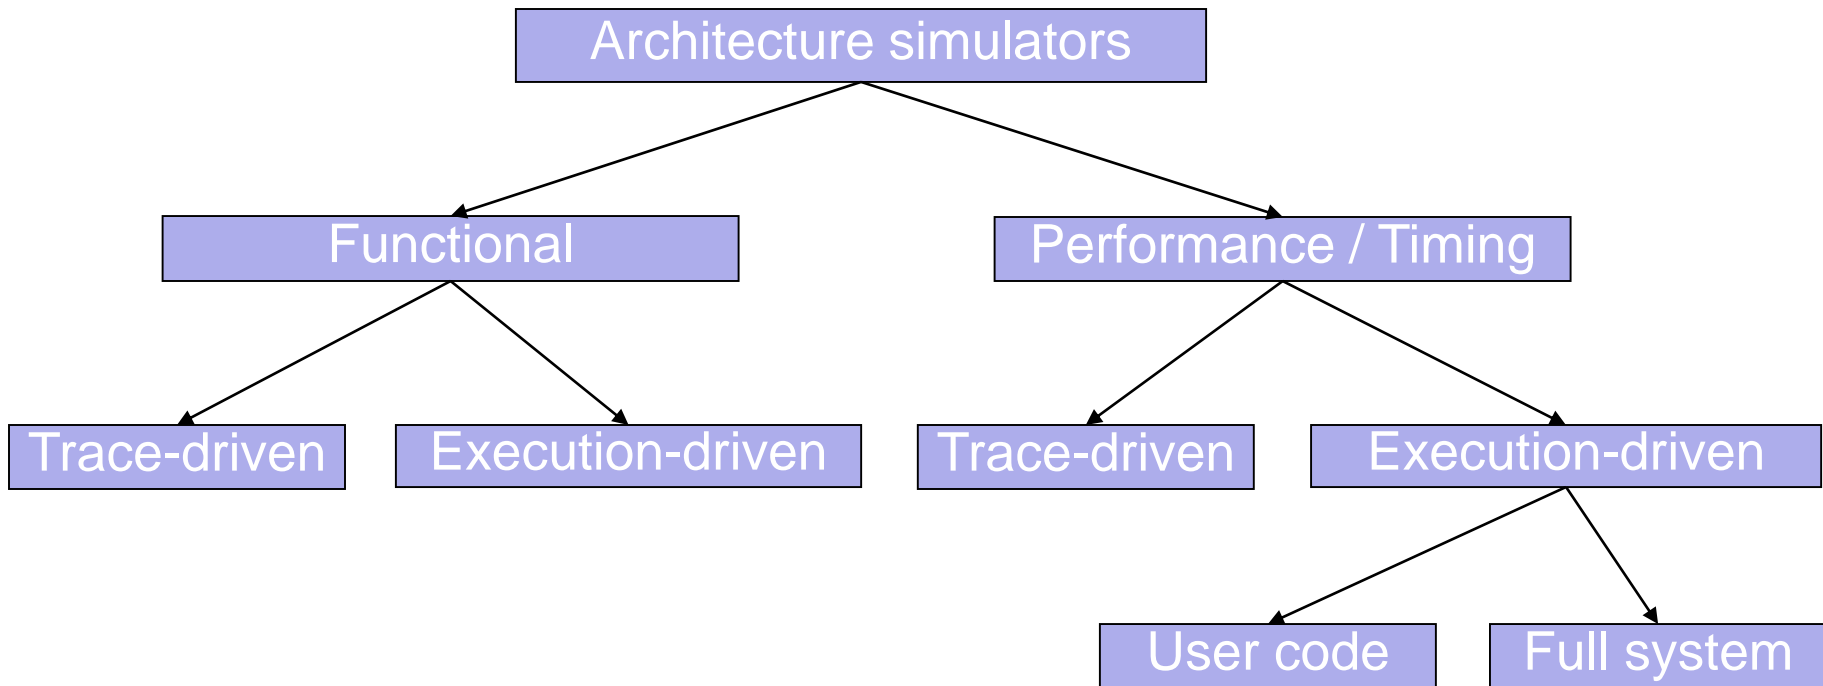 Architecture simulators
Functional
Performance / Timing
Trace-driven
Execution-driven
Trace-driven
Execution-driven
User code
Full system